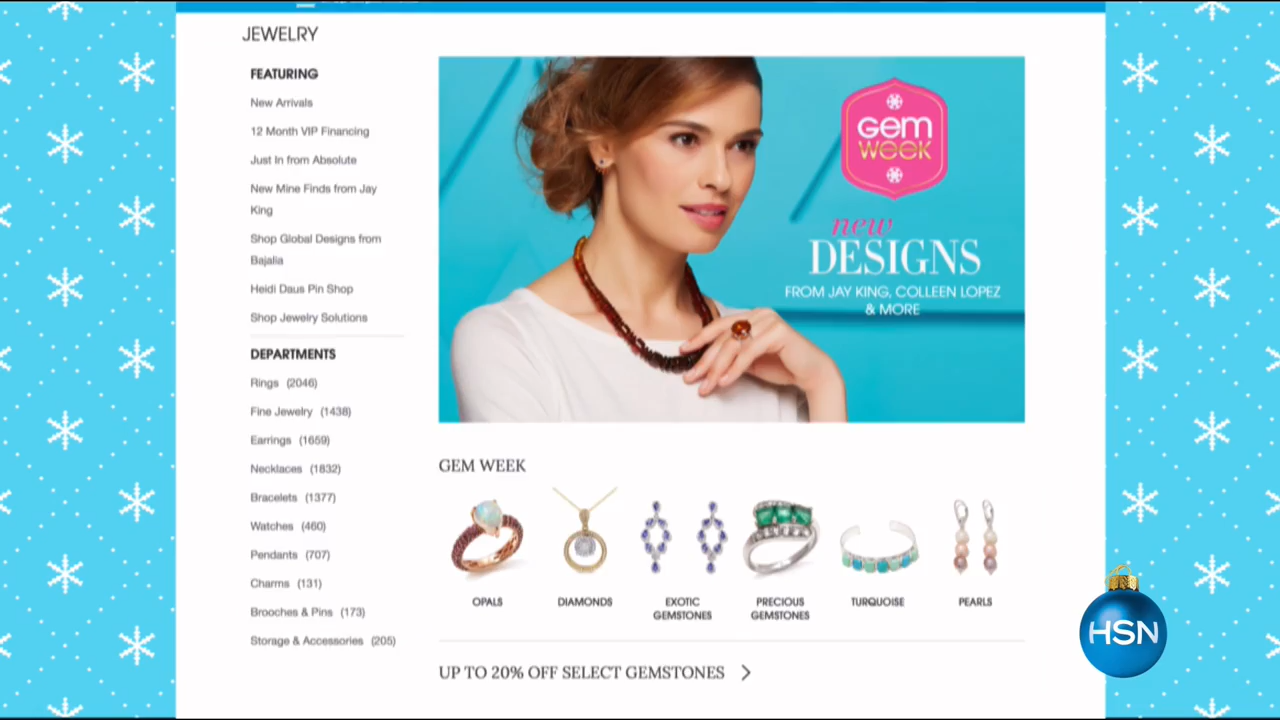 JEWELRY
FEATURING
New Arrivals
12 Month VIP Financing
Just In from Absolute
New Mine Finds from Jay
King
Shop Global Designs from
Bajalia
Heidi Daus Pin Shop
Shop Jewelry Solutions
DEPARTMENTS
Rings (2046)
Fine Jewelry (1438)
Earrings (1659)
Necklaces (1832)
Bracelets (1377)
Watches (460)
Pendants (707)
Charms (131)
Brooches & Pins (173)
Storage & Accessories (205)
Gem
WEEK
new
DESIGNS
FROM JAY KING, COLLEEN LOPEZ
& MORE
GEM WEEK
OPALS
DIAMONDS
EXOTIC
GEMSTONES
PRECIOUS
GEMSTONES
TURQUOISE
PEARLS
UP TO 20% OFF SELECT GEMSTONES
HSN